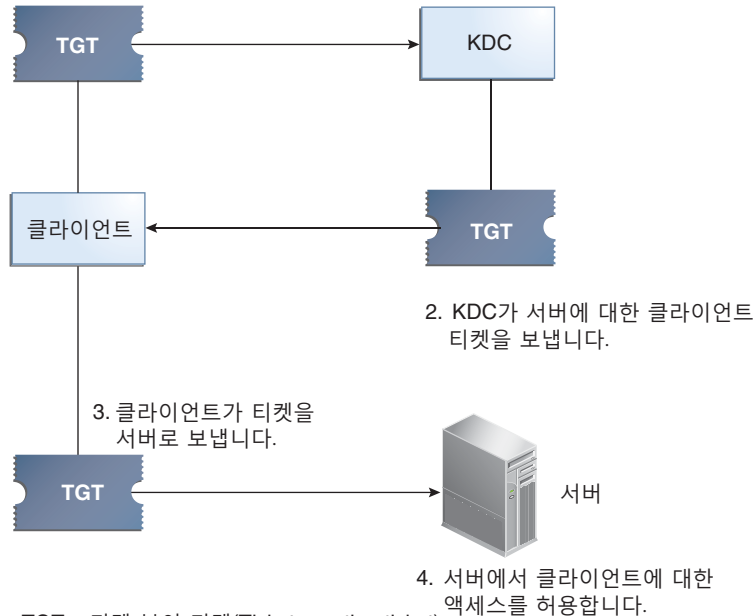 TGT
KDC
클라이언트
TGT
2. KDC가 서버에 대한 클라이언트
티켓을 보냅니다.
3. 클라이언트가 티켓을
서버로 보냅니다.
TGT
서버
4. 서버에서 클라이언트에 대한
액세스를 허용합니다.